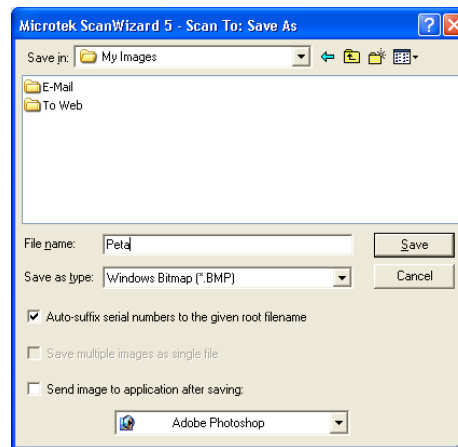 Microtek ScanWizard 5 - Scan To: Save As
Save in: My Images
E-Mail
To Web
File name: Peta Save
Save as type: Windows Bitmap (*.BMP) Cancel
Auto-suffix serial numbers to the given root filename
Save multiple images as single file
Send image to application after saving:
Adobe Photoshop